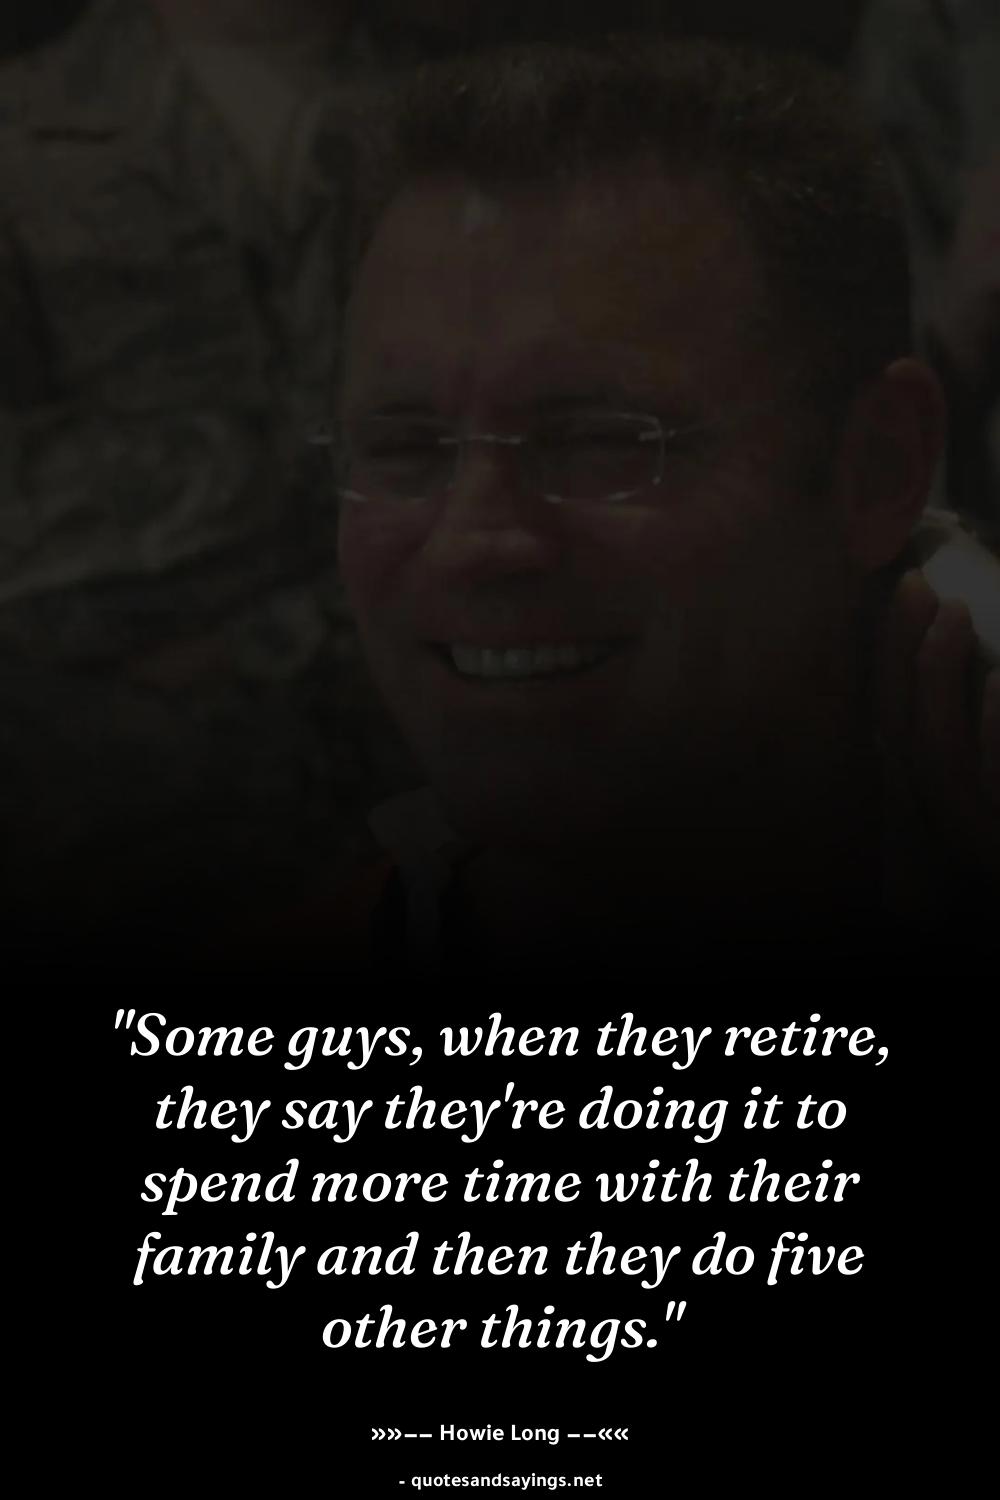 "Some guys, when they retire,
they say they're doing it to
spend more time with their
family and then they do five
other things."
»»–– Howie Long ––««
- quotesandsayings.net